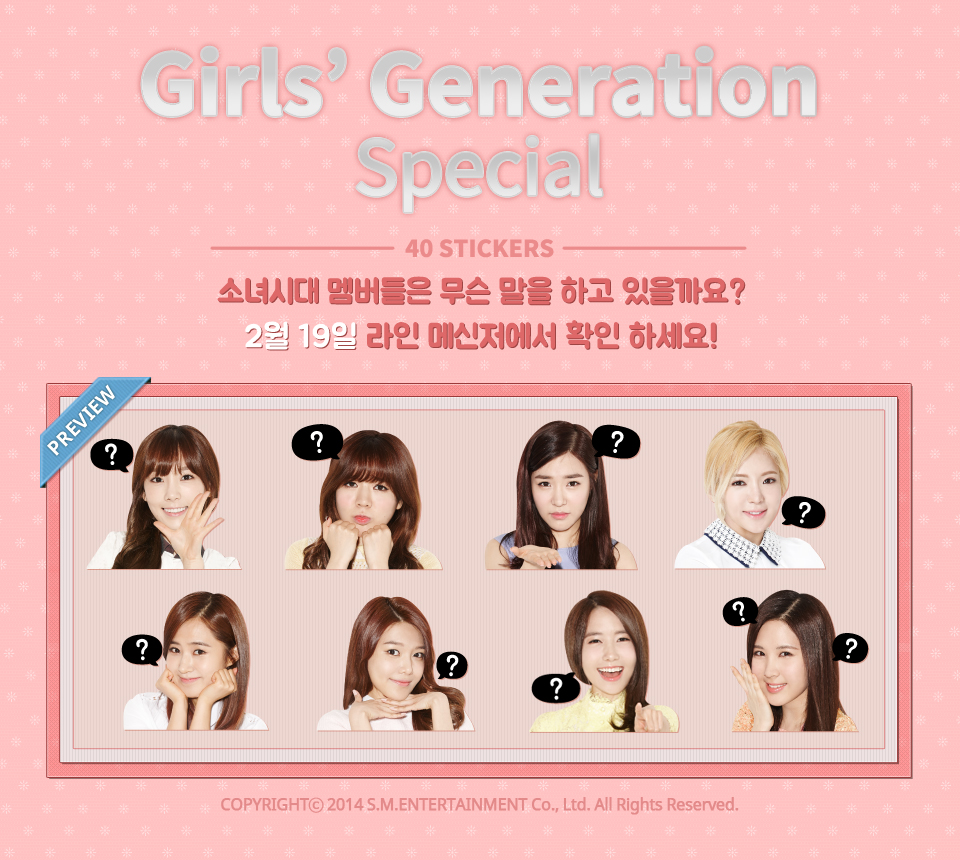 Girls’ Generation
Special
40 STICKERS
소녀시대 멤버들은 무슨 말을 하고 있을까요?
2월 19일 라인 메신저에서 확인 하세요!
PREVIEW
?
?
?
?
?
?
?
?
?
COPYRIGHT© 2014 S.M.ENTERTAINMENT Co., Ltd. All Rights Reserved.